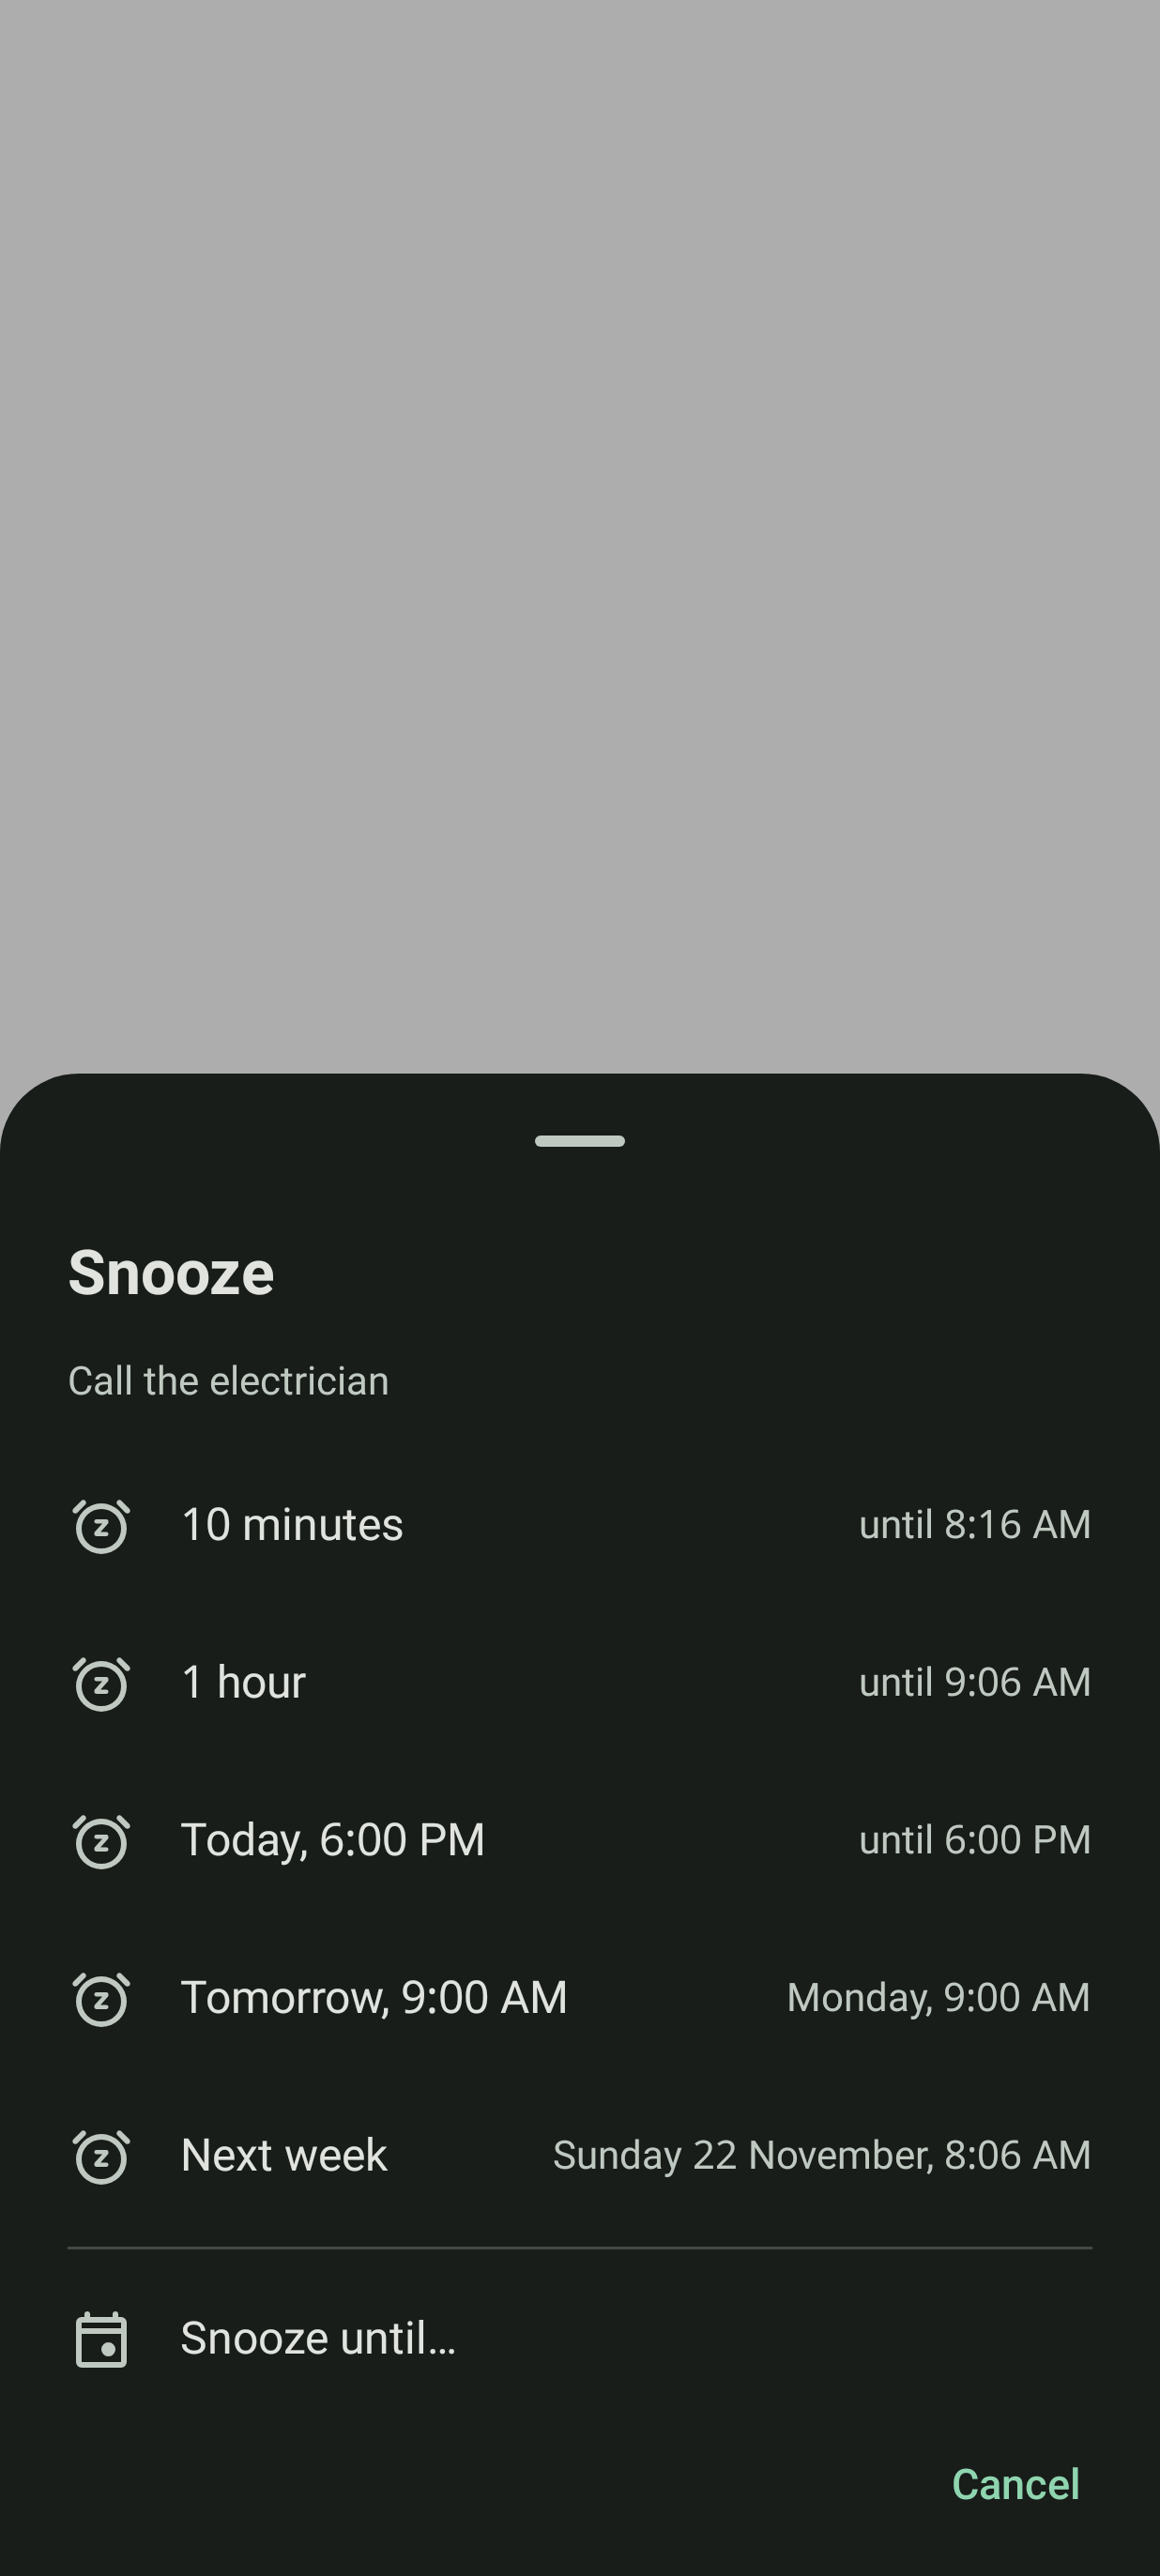 Snooze
Call the electrician
10 minutes until 8:16 AM
1 hour until 9:06 AM
Today, 6:00 PM until 6:00 PM
Tomorrow, 9:00 AM Monday, 9:00 AM
Next week Sunday 22 November, 8:06 AM
Snooze until…
Cancel